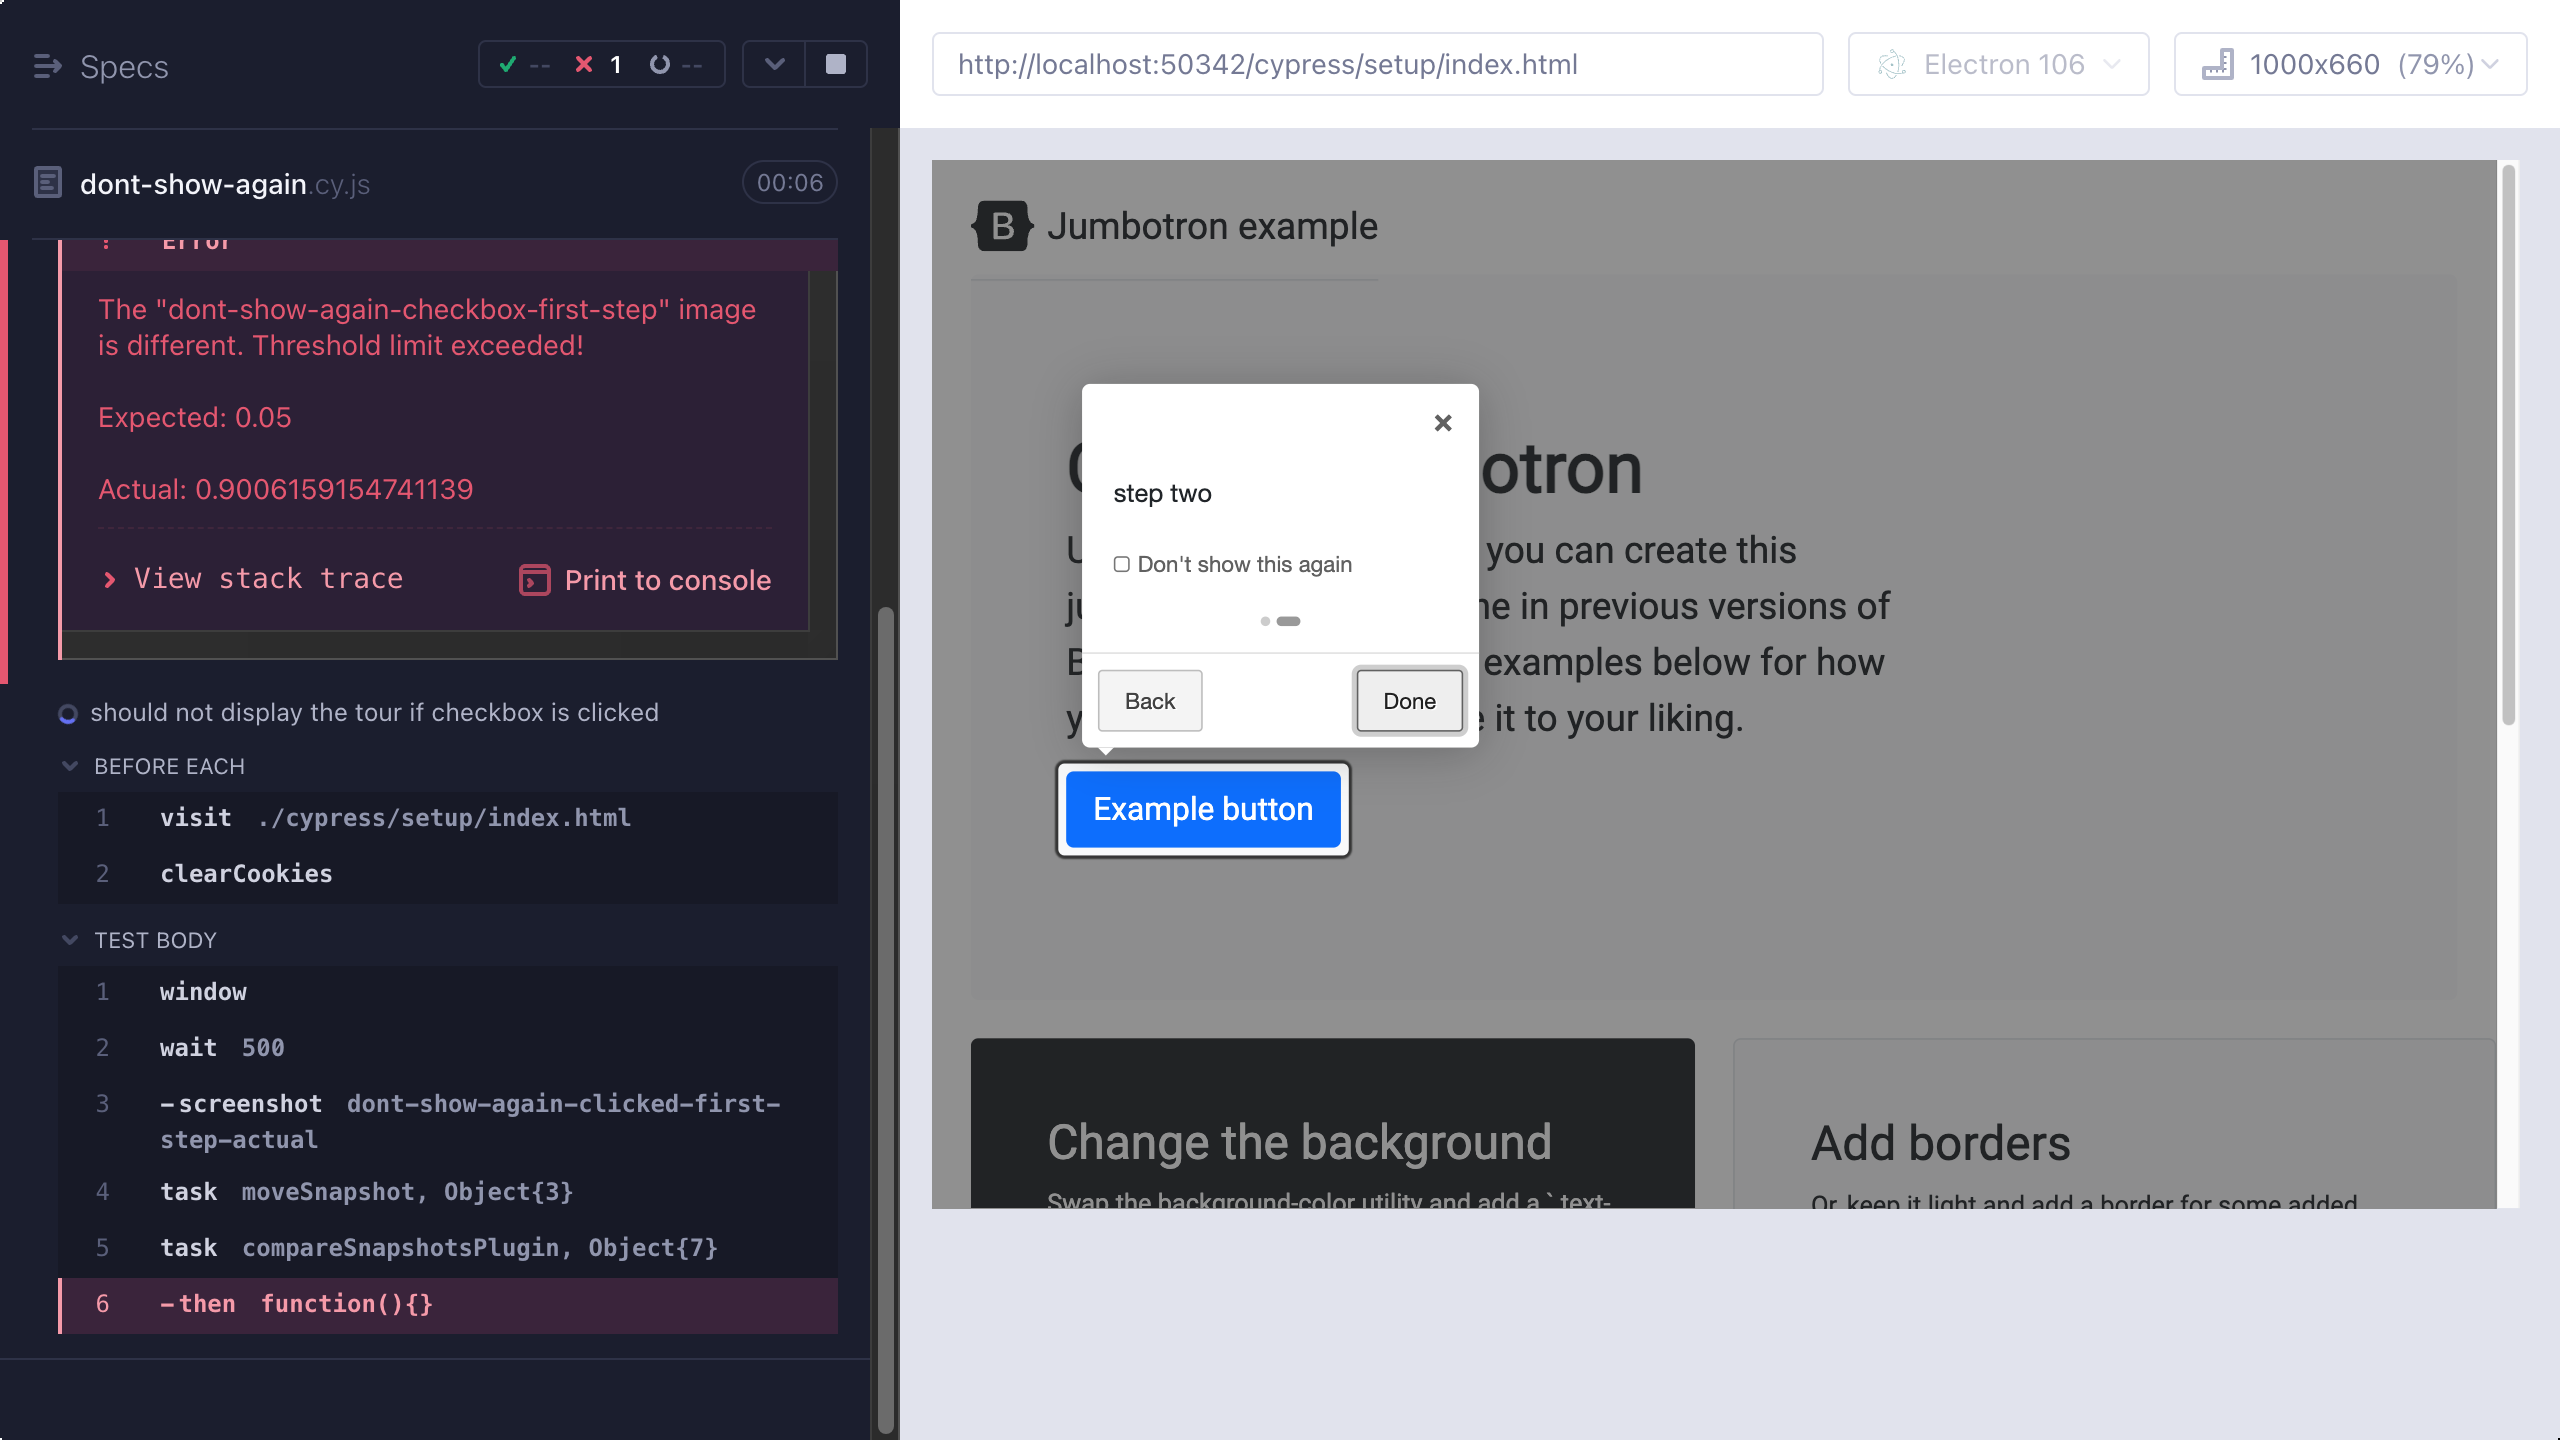 Specs
-- 1 --
http://localhost:50342/cypress/setup/index.html
Electron 106
1000x660 (79%)
dont-show-again.cy.js
00:06
! Error
The "dont-show-again-checkbox-first-step" image
is different. Threshold limit exceeded!
Expected: 0.05
Actual: 0.9006159154741139
View stack trace
Print to console
should not display the tour if checkbox is clicked
BEFORE EACH
1 visit ./cypress/setup/index.html
2 clearCookies
TEST BODY
1 window
2 wait 500
3 -screenshot dont-show-again-clicked-first-
step-actual
4 task moveSnapshot, Object{3}
5 task compareSnapshotsPlugin, Object{7}
6 -then function(){}
B Jumbotron example
otron
you can create this
in previous versions of
examples below for how
it to your liking.
×
step two
Don't show this again
Back
Done
Example button
Change the background
Swap the background-color utility and add a `.text-
Add borders
Or, keep it light and add a border for some added